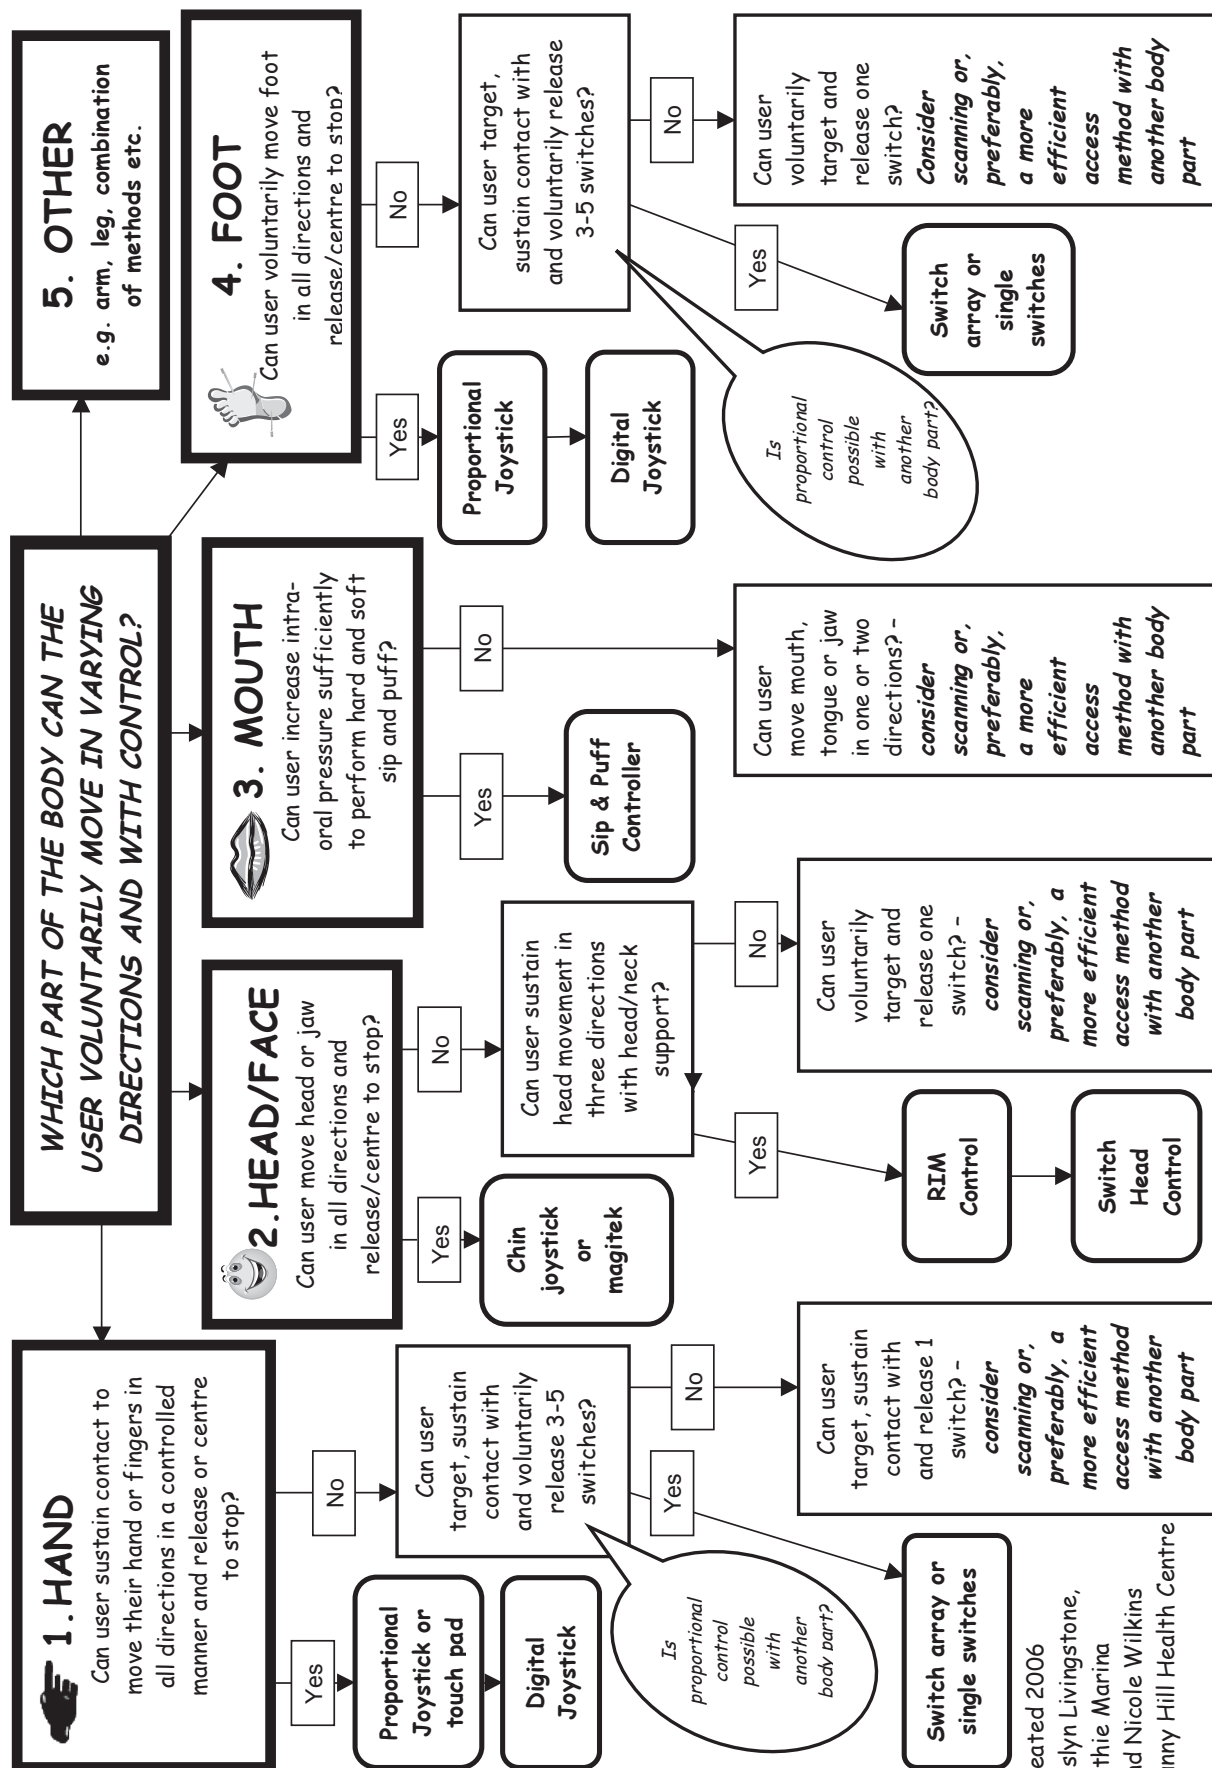 WHICH PART OF THE BODY CAN THE
USER VOLUNTARILY MOVE IN VARYING
DIRECTIONS AND WITH CONTROL?
1. HAND
Can user sustain contact to
move their hand or fingers in
all directions in a controlled
manner and release or centre
to stop?
Yes
No
Proportional
Joystick or
touch pad
Digital
Joystick
Can user
target, sustain
contact with
and voluntarily
release 3-5
switches?
Is
proportional
control
possible
with
another
body part?
Yes
No
Switch array or
single switches
Can user
target, sustain
contact with
and release 1
switch? –
consider
scanning or,
preferably, a
more efficient
access method
with another
body part
2.HEAD/FACE
Can user move head or jaw
in all directions and
release/centre to stop?
Yes
No
Chin
joystick
or
magitek
Can user sustain
head movement in
three directions
with head/neck
support?
Yes
No
RIM
Control
Switch
Head
Control
Can user
voluntarily
target and
release one
switch? –
consider
scanning or,
preferably, a
more efficient
access method
with another
body part
3. MOUTH
Can user increase intra-
oral pressure sufficiently
to perform hard and soft
sip and puff?
Yes
No
Sip & Puff
Controller
Can user
move mouth,
tongue or jaw
in one or two
directions? –
consider
scanning or,
preferably,
a more
efficient
access
method with
another body
part
4. FOOT
Can user voluntarily move foot
in all directions and
release/centre to stop?
Yes
No
Proportional
Joystick
Digital
Joystick
Can user target,
sustain contact with
and voluntarily release
3-5 switches?
Is
proportional
control
possible
with
another
body part?
Yes
No
Switch
array or
single
switches
Can user
voluntarily
target and
release one
switch?
Consider
scanning or,
preferably,
a more
efficient
access
method with
another body
part
5. OTHER
e.g. arm, leg, combination
of methods etc.
eated 2006
slyn Livingstone,
thie Marina
d Nicole Wilkins
nny Hill Health Centre